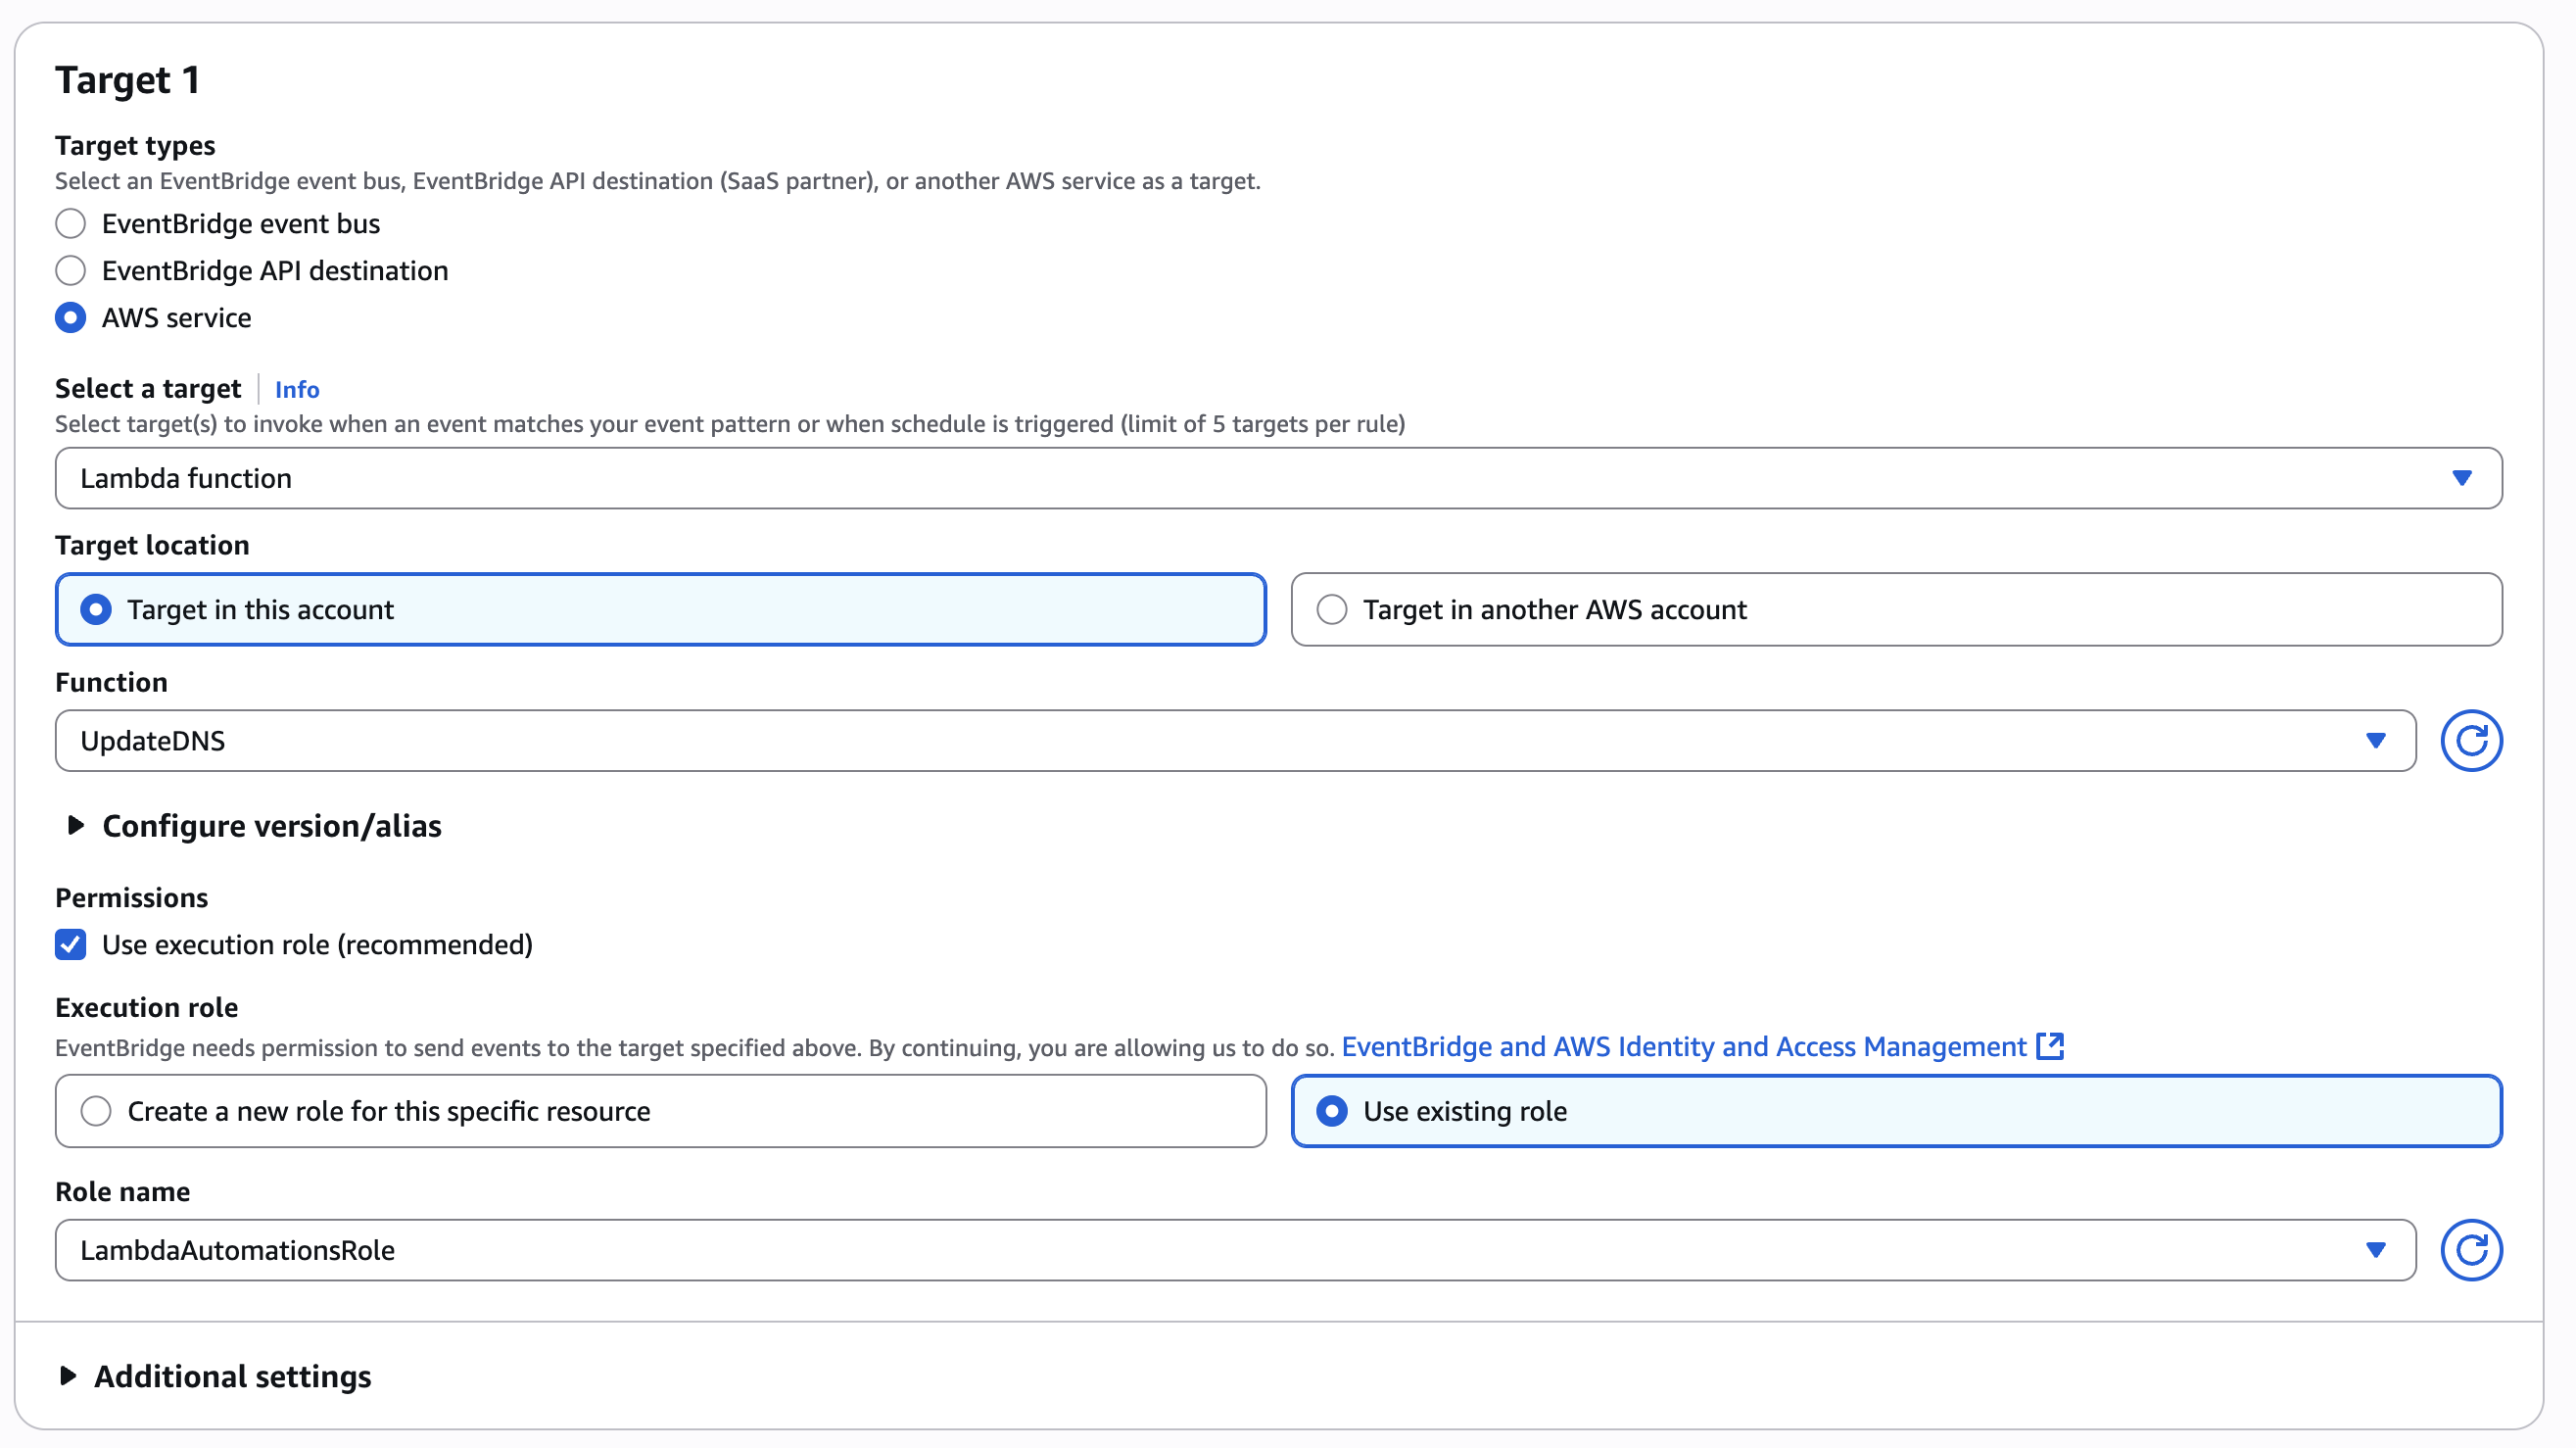 Target 1
Target types
Select an EventBridge event bus, EventBridge API destination (SaaS partner), or another AWS service as a target.
EventBridge event bus
EventBridge API destination
AWS service
Select a target Info
Select target(s) to invoke when an event matches your event pattern or when schedule is triggered (limit of 5 targets per rule)
Lambda function
Target location
Target in this account
Target in another AWS account
Function
UpdateDNS
Configure version/alias
Permissions
Use execution role (recommended)
Execution role
EventBridge needs permission to send events to the target specified above. By continuing, you are allowing us to do so. EventBridge and AWS Identity and Access Management
Create a new role for this specific resource
Use existing role
Role name
LambdaAutomationsRole
Additional settings